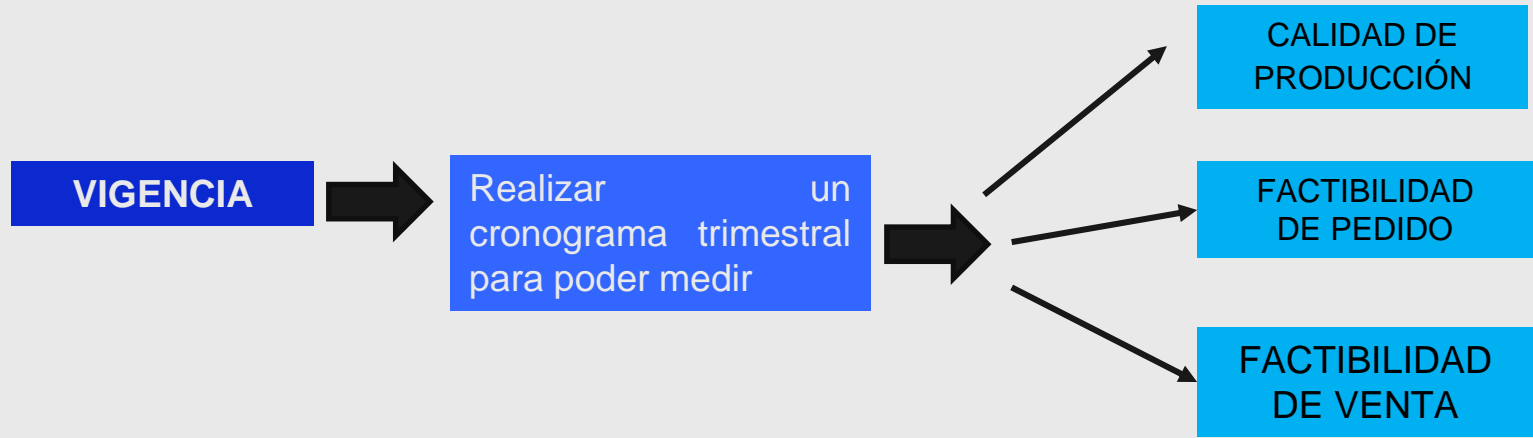 VIGENCIA
Realizar un
cronograma trimestral
para poder medir
CALIDAD DE
PRODUCCIÓN
FACTIBILIDAD
DE PEDIDO
FACTIBILIDAD
DE VENTA